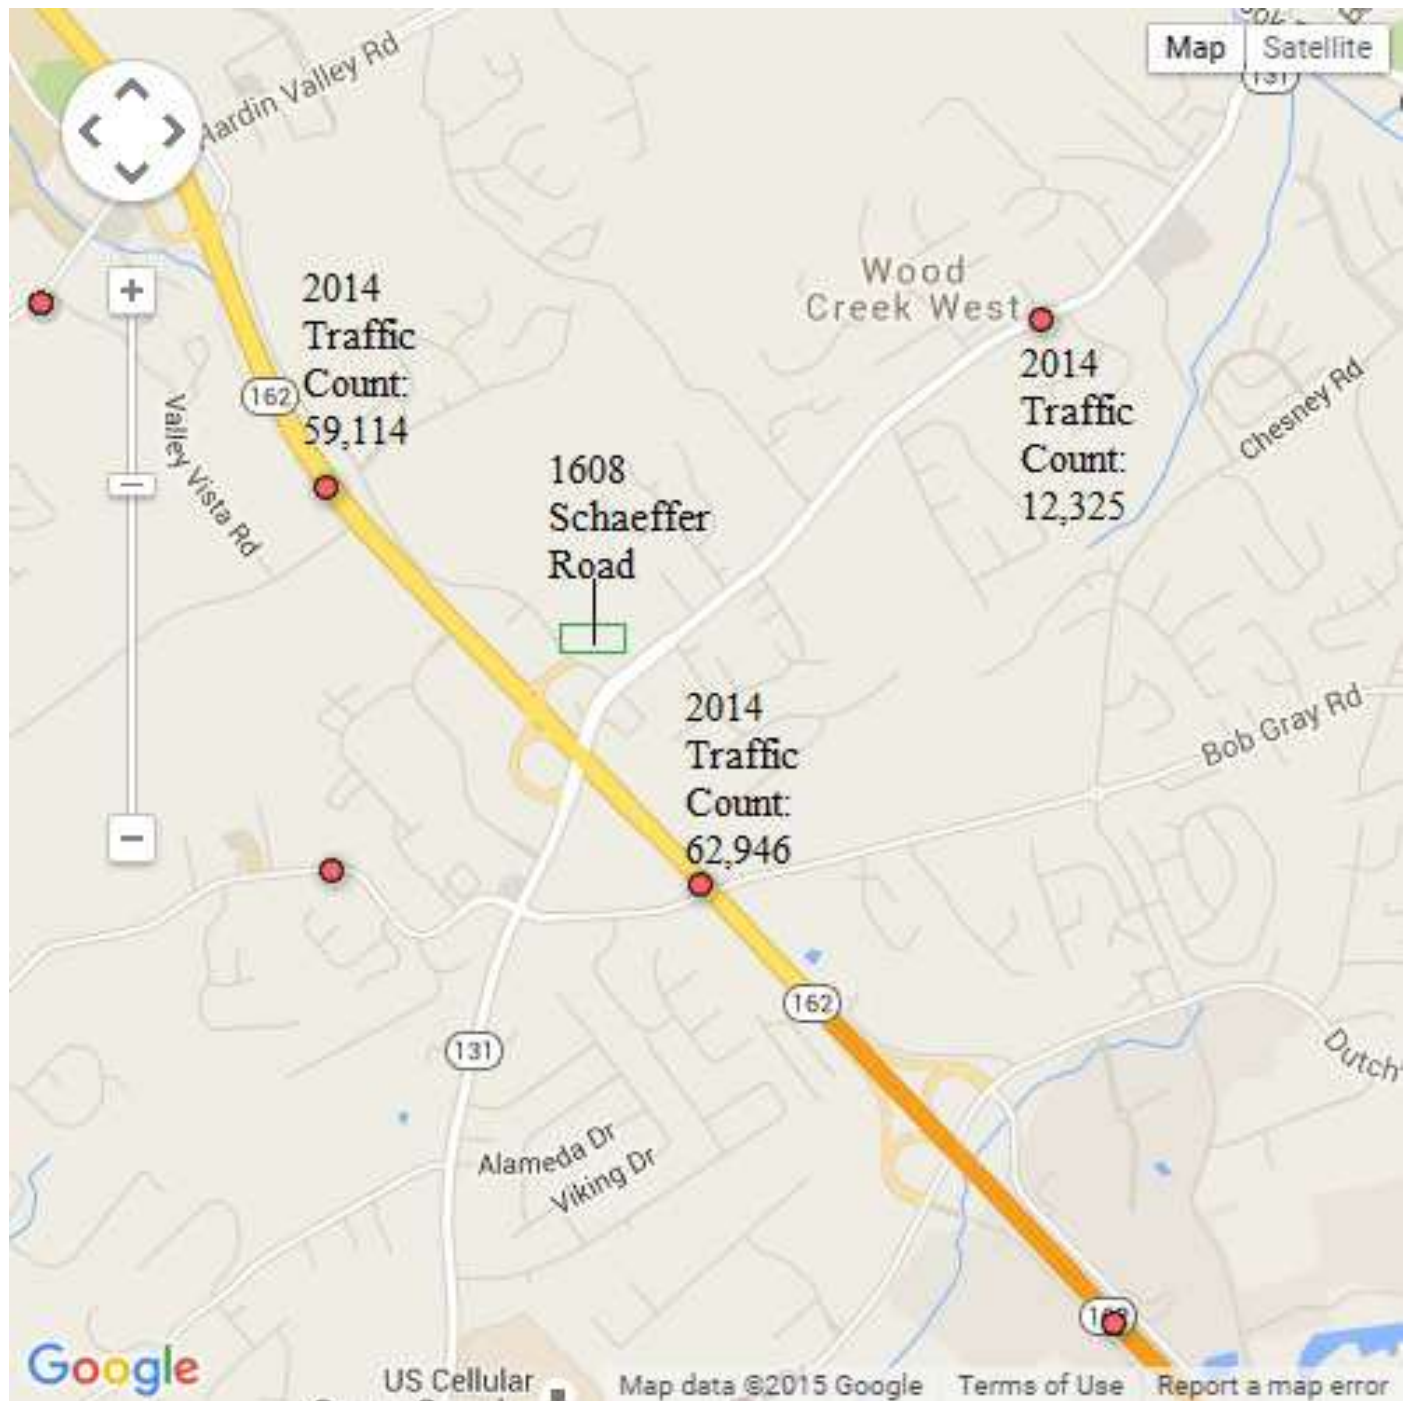 Map
Satellite
131
Hardin Valley Rd
2014
Traffic
Count:
59,114
162
Valley Vista Rd
Wood
Creek West
2014
Traffic
Count:
12,325
Chesney Rd
1608
Schaeffer
Road
2014
Traffic
Count:
62,946
Bob Gray Rd
162
131
Dutch
Alameda Dr
Viking Dr
Google
US Cellular
Map data ©2015 Google
Terms of Use
Report a map error